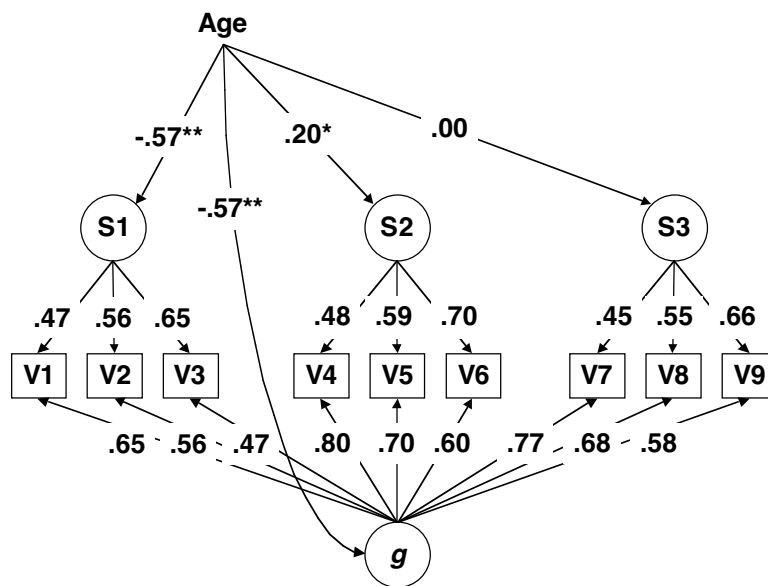 Age
-.57** .20* .00
-.57**
S1 S2 S3
.47 .56 .65 .48 .59 .70 .45 .55 .66
V1 V2 V3 V4 V5 V6 V7 V8 V9
.65 .56 .47 .80 .70 .60 .77 .68 .58
g